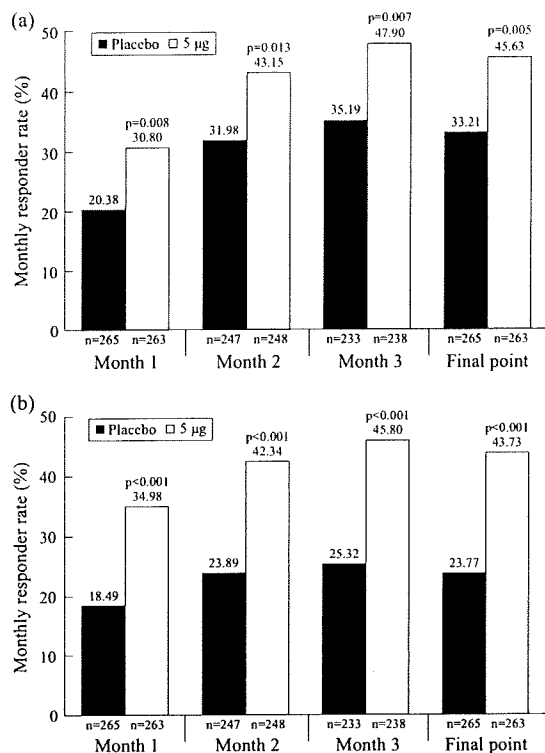 (a)
Placebo 5 μg
Monthly responder rate (%)
50
40
30
20
10
0
20.38
p=0.008
30.80
31.98
p=0.013
43.15
35.19
p=0.007
47.90
33.21
p=0.005
45.63
n=265 n=263 n=247 n=248 n=233 n=238 n=265 n=263
Month 1 Month 2 Month 3 Final point
(b)
Placebo 5 μg
Monthly responder rate (%)
50
40
30
20
10
0
18.49
p<0.001
34.98
23.89
p<0.001
42.34
25.32
p<0.001
45.80
23.77
p<0.001
43.73
n=265 n=263 n=247 n=248 n=233 n=238 n=265 n=263
Month 1 Month 2 Month 3 Final point